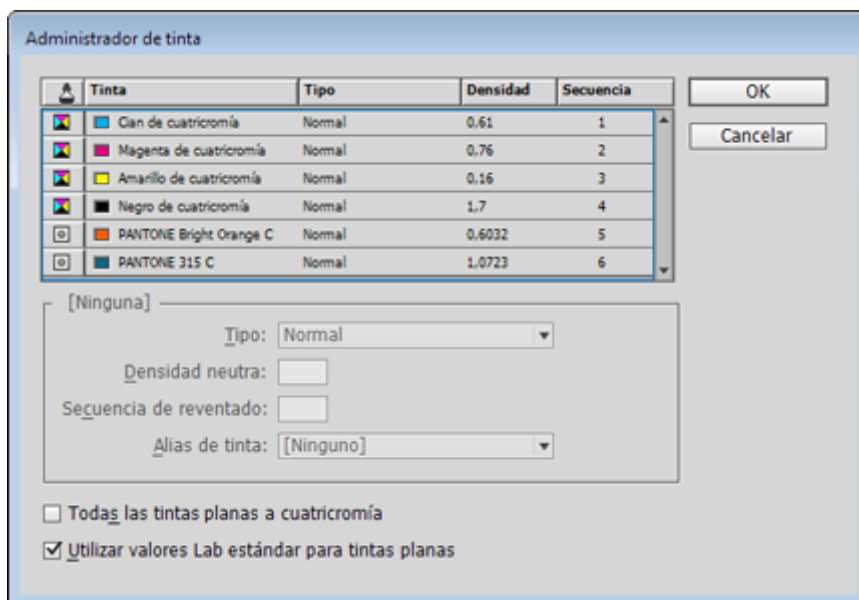 Administrador de tinta
Tinta Tipo Densidad Secuencia
Cian de cuatricromía Normal 0,61 1
Magenta de cuatricromía Normal 0,76 2
Amarillo de cuatricromía Normal 0,16 3
Negro de cuatricromía Normal 1,7 4
PANTONE Bright Orange C Normal 0,6032 5
PANTONE 315 C Normal 1,0723 6
OK
Cancelar
[Ninguna]
Tipo: Normal
Densidad neutra:
Secuencia de reventado:
Alias de tinta: [Ninguno]
Todas las tintas planas a cuatricromía
Utilizar valores Lab estándar para tintas planas